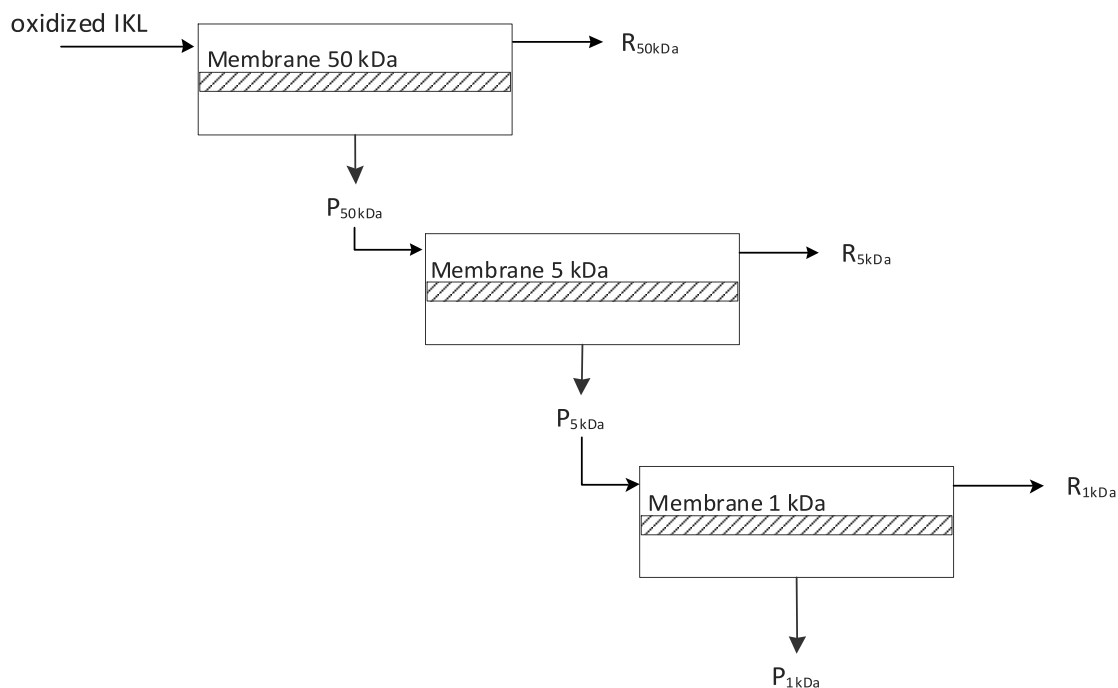 oxidized IKL
Membrane 50 kDa
R50kDa
P50kDa
Membrane 5 kDa
R5kDa
P5kDa
Membrane 1 kDa
R1kDa
P1kDa